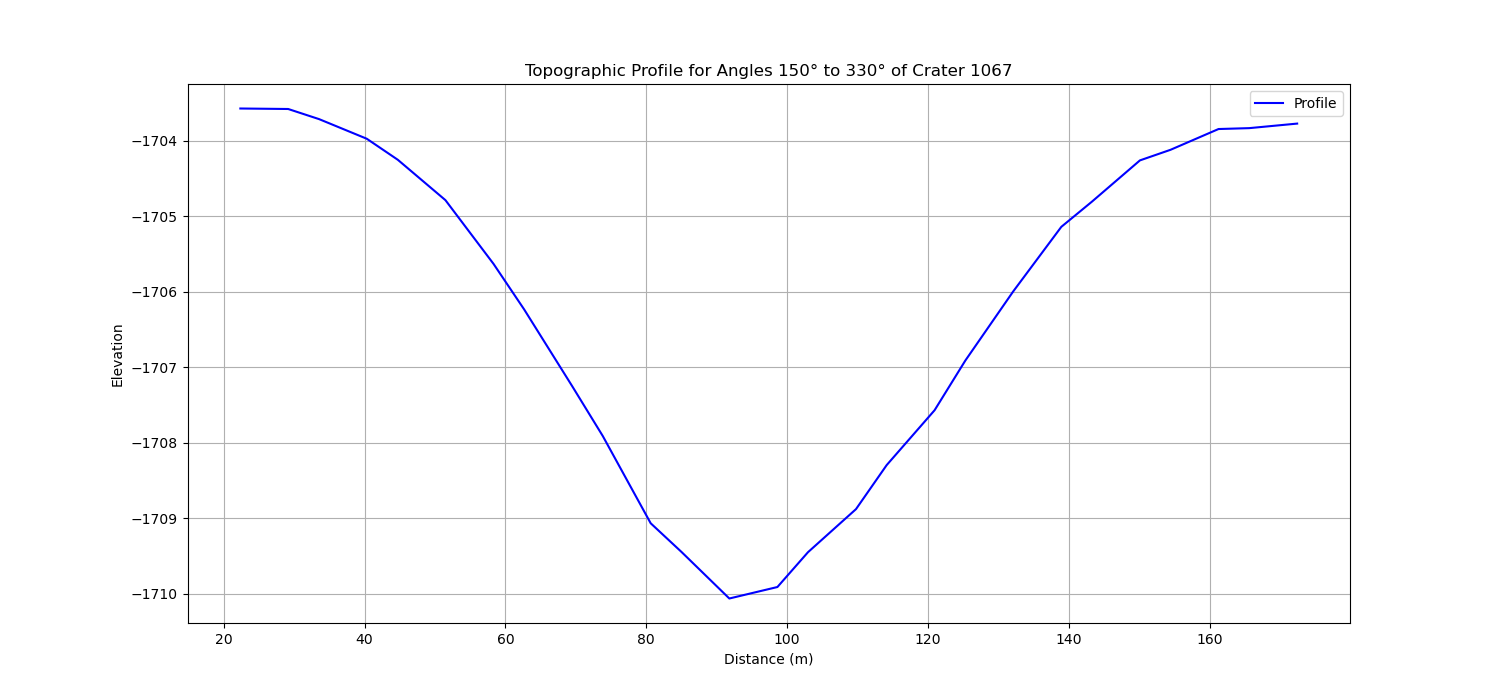 Topographic Profile for Angles 150° to 330° of Crater 1067
Profile
Elevation
−1704
−1705
−1706
−1707
−1708
−1709
−1710
20 40 60 80 100 120 140 160
Distance (m)